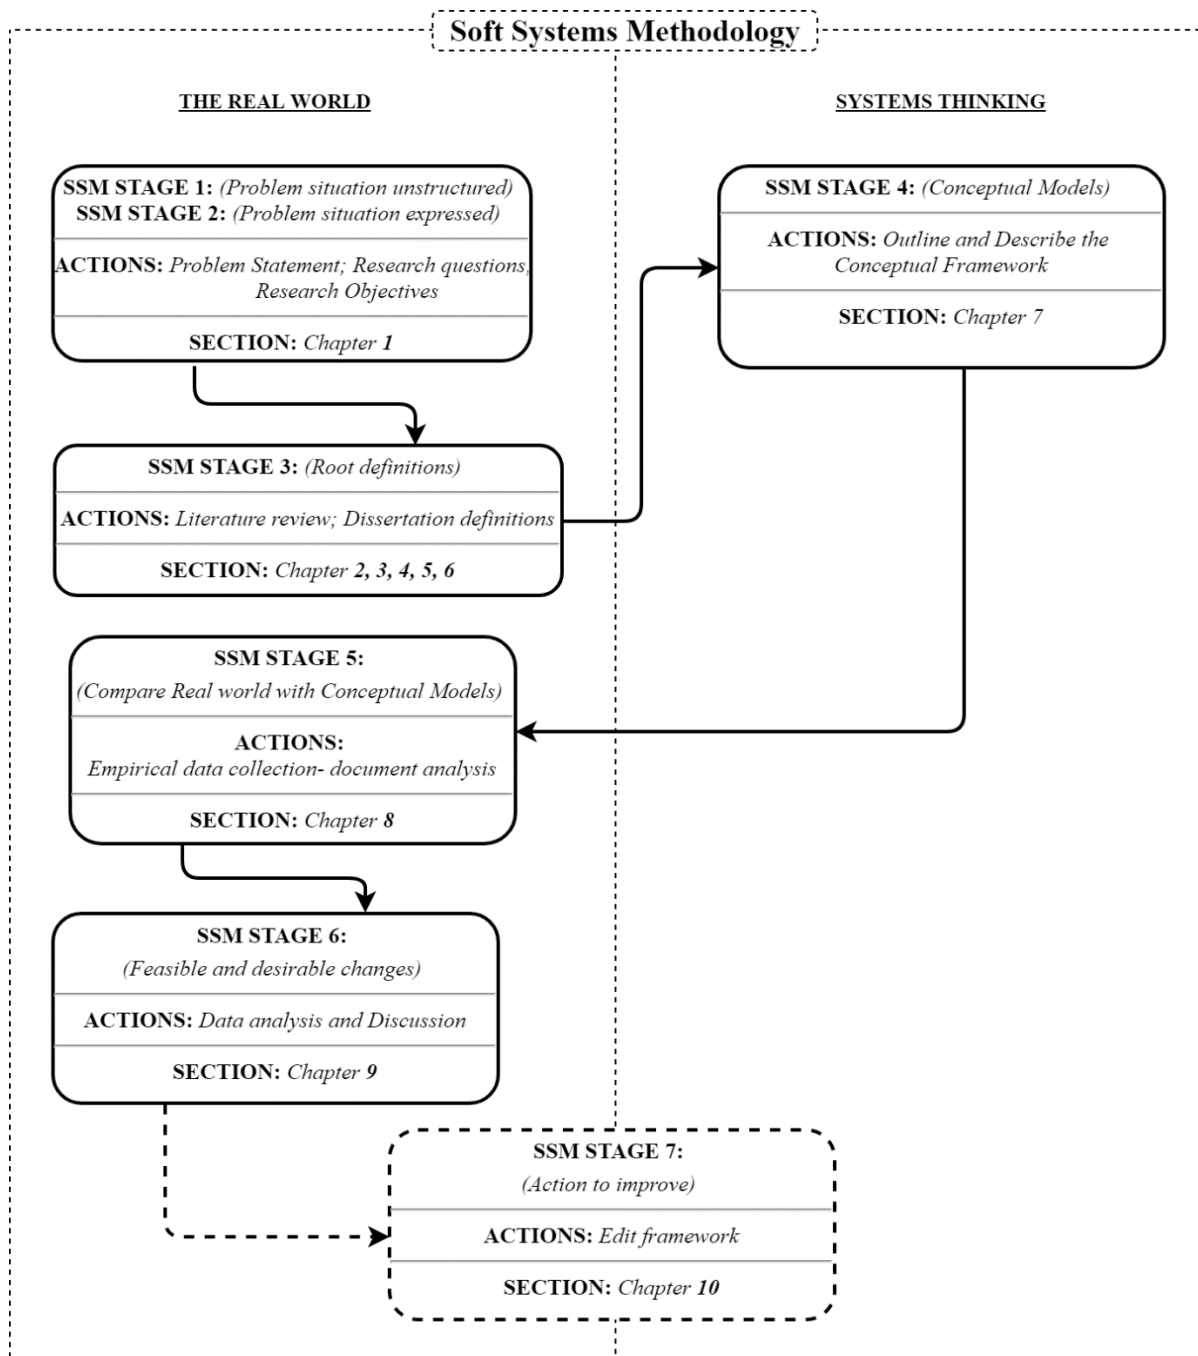 Soft Systems Methodology
THE REAL WORLD
SYSTEMS THINKING
SSM STAGE 1: (Problem situation unstructured)
SSM STAGE 2: (Problem situation expressed)
ACTIONS: Problem Statement; Research questions,
Research Objectives
SECTION: Chapter 1
SSM STAGE 4: (Conceptual Models)
ACTIONS: Outline and Describe the
Conceptual Framework
SECTION: Chapter 7
SSM STAGE 3: (Root definitions)
ACTIONS: Literature review; Dissertation definitions
SECTION: Chapter 2, 3, 4, 5, 6
SSM STAGE 5:
(Compare Real world with Conceptual Models)
ACTIONS:
Empirical data collection- document analysis
SECTION: Chapter 8
SSM STAGE 6:
(Feasible and desirable changes)
ACTIONS: Data analysis and Discussion
SECTION: Chapter 9
SSM STAGE 7:
(Action to improve)
ACTIONS: Edit framework
SECTION: Chapter 10